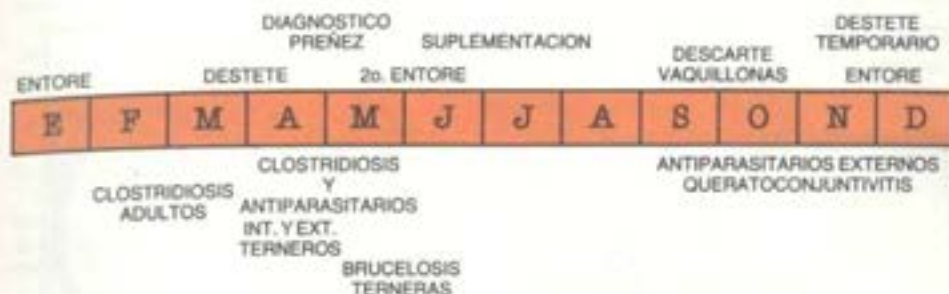 DIAGNOSTICO
PREÑEZ
SUPLEMENTACION
DESTETE
TEMPORARIO
DESCARTE
VAQUILLONAS
ENTORE
DESTETE
2o. ENTORE
ENTORE
E F M A M J J A S O N D
CLOSTRIDIOSIS
ADULTOS
CLOSTRIDIOSIS
Y
ANTIPARASITARIOS
INT. Y EXT.
TERNEROS
BRUCELOSIS
TERNERAS
ANTIPARASITARIOS EXTERNOS
QUERATOCONJUNTIVITIS